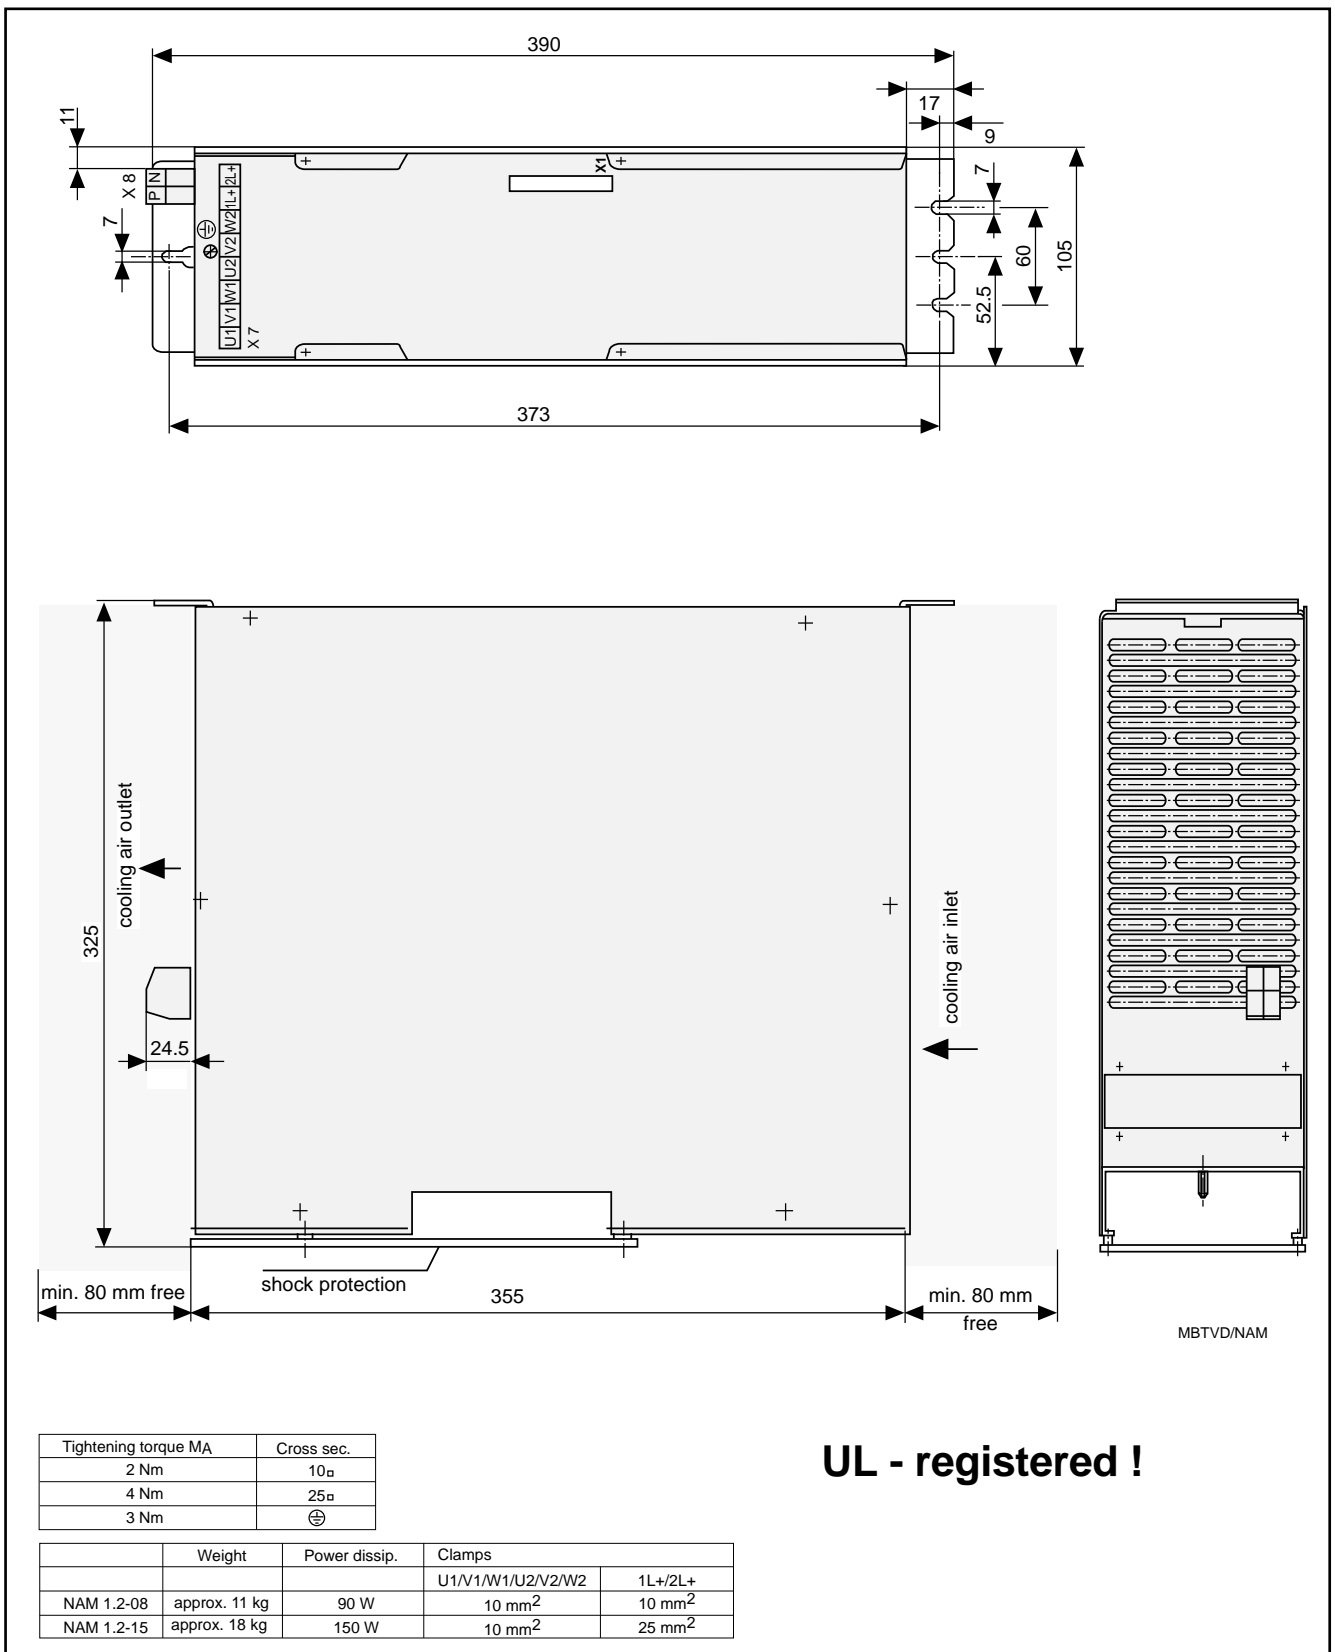 390
11
17
9
X 8
P N
X1
7
7
U1 V1 W1 U2 V2 W2 1L+ 2L+
X 7
60
105
52.5
373
cooling air outlet
325
cooling air inlet
24.5
shock protection
min. 80 mm free
355
min. 80 mm
free
MBTVD/NAM
UL - registered !
Tightening torque MA Cross sec.
2 Nm 10¤
4 Nm 25¤
3 Nm
Weight Power dissip. Clamps
U1/V1/W1/U2/V2/W2 1L+/2L+
NAM 1.2-08 approx. 11 kg 90 W 10 mm² 10 mm²
NAM 1.2-15 approx. 18 kg 150 W 10 mm² 25 mm²